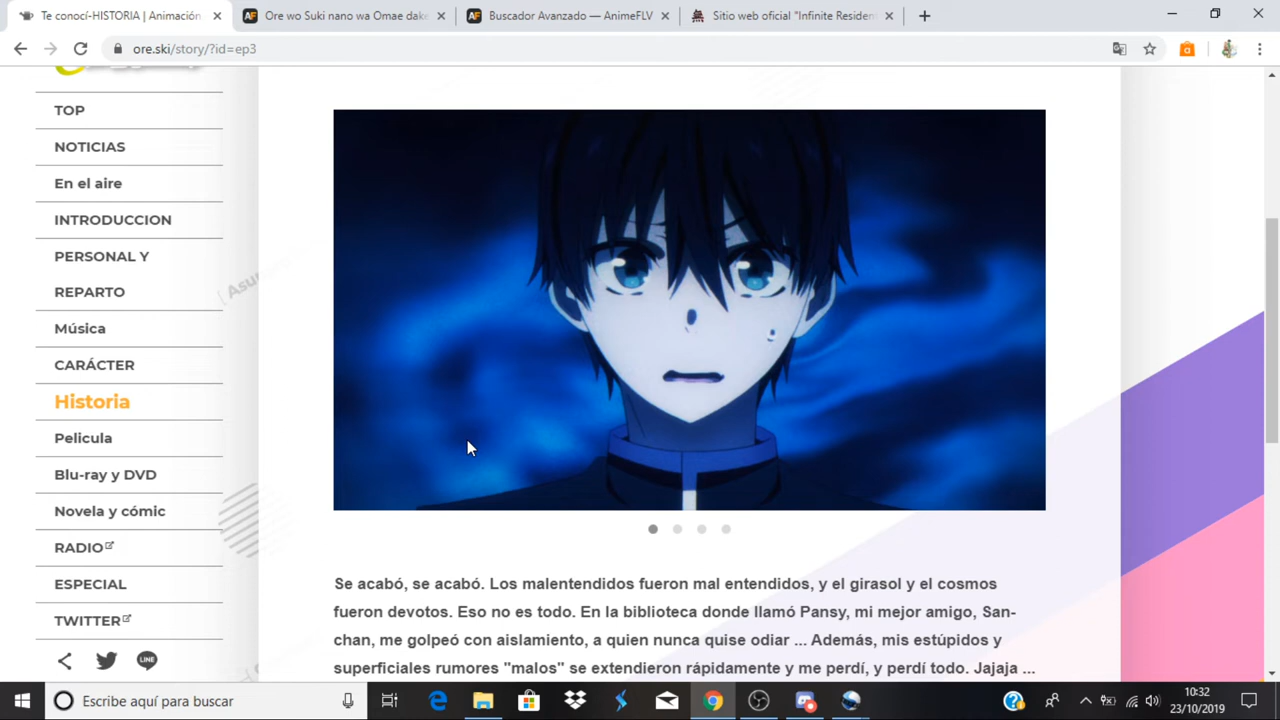 Te conocí-HISTORIA | Animación
Ore wo Suki nano wa Omae dake
Buscador Avanzado — AnimeFLV
Sitio web oficial "Infinite Residen
ore.ski/story/?id=ep3
TOP
NOTICIAS
En el aire
INTRODUCCION
PERSONAL Y
REPARTO
Música
CARÁCTER
Historia
Pelicula
Blu-ray y DVD
Novela y cómic
RADIO
ESPECIAL
TWITTER
LINE
Se acabó, se acabó. Los malentendidos fueron mal entendidos, y el girasol y el cosmos
fueron devotos. Eso no es todo. En la biblioteca donde llamó Pansy, mi mejor amigo, San-
chan, me golpeó con aislamiento, a quien nunca quise odiar ... Además, mis estúpidos y
superficiales rumores "malos" se extendieron rápidamente y me perdí, y perdí todo. Jajaja ...
Escribe aquí para buscar
10:32
23/10/2019